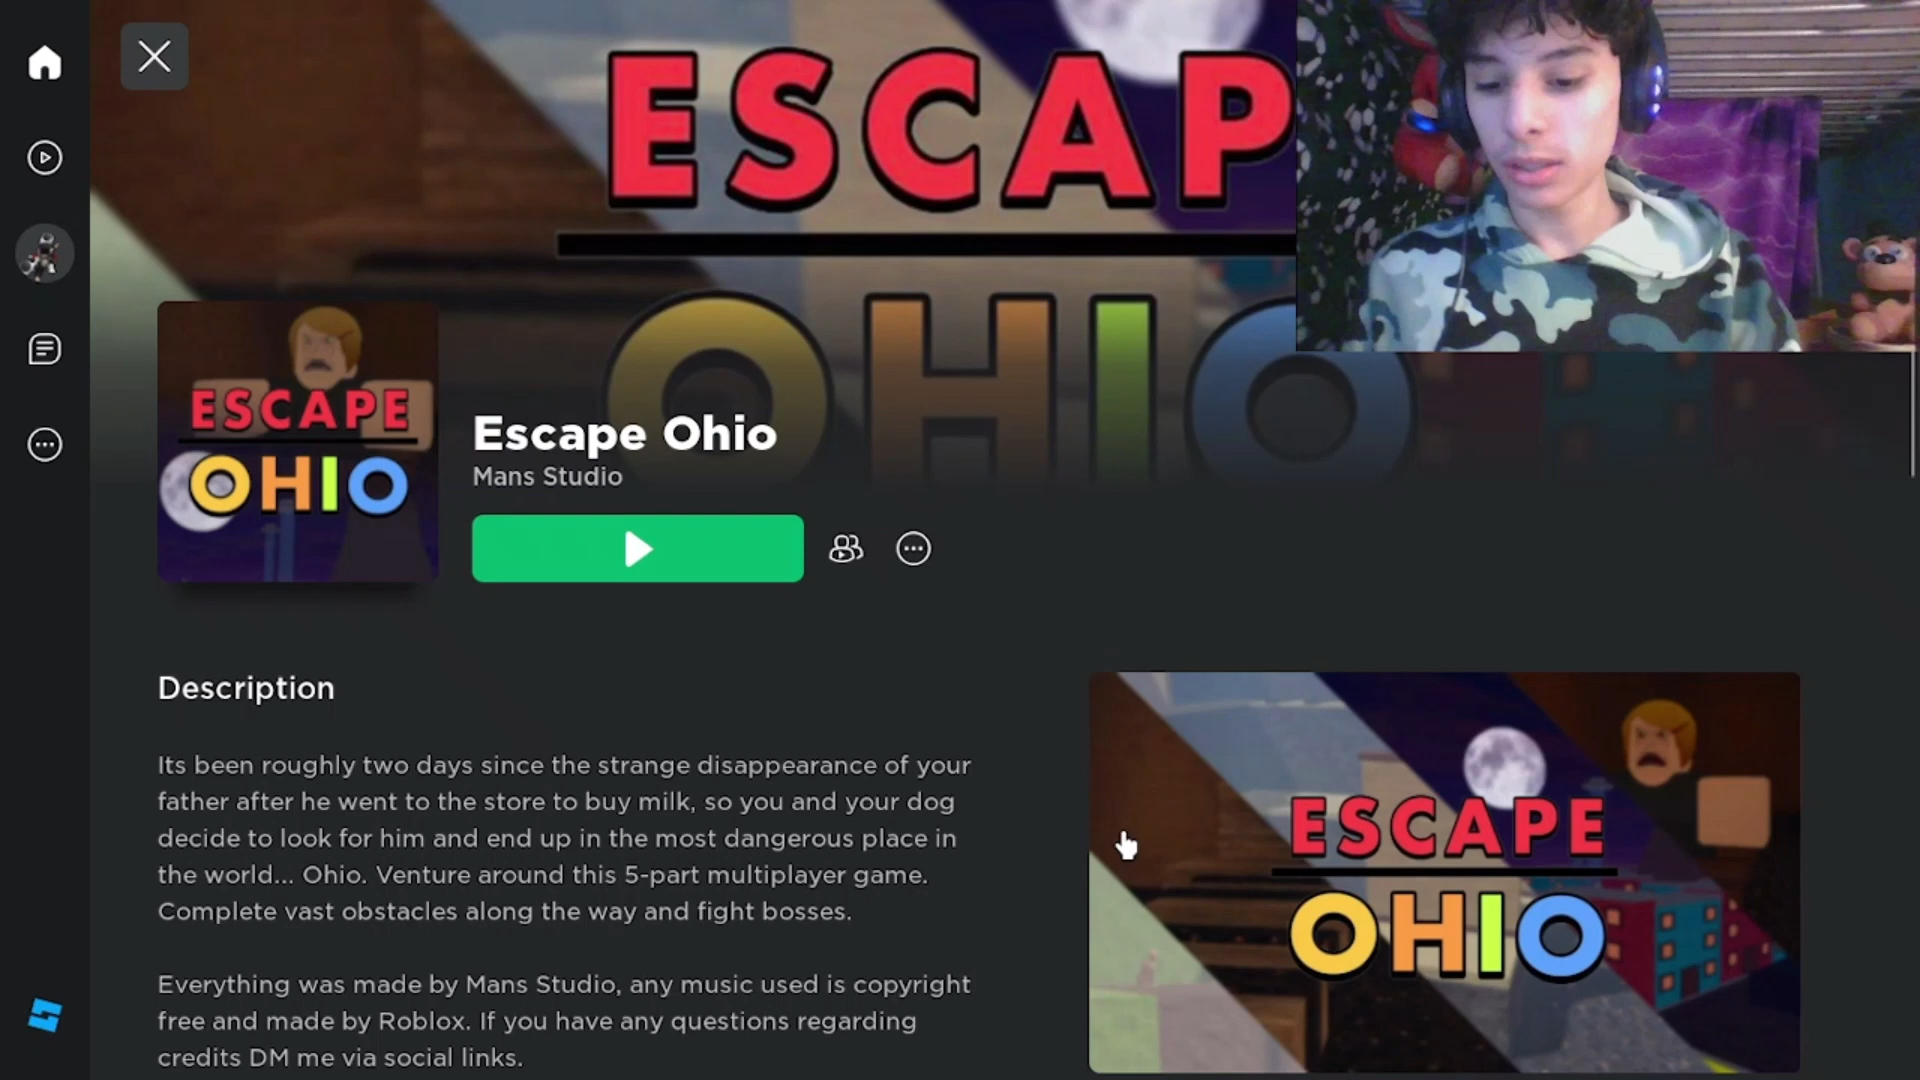 ESCAP
OHIO
ESCAPE
OHIO
Escape Ohio
Mans Studio
Description
Its been roughly two days since the strange disappearance of your
father after he went to the store to buy milk, so you and your dog
decide to look for him and end up in the most dangerous place in
the world... Ohio. Venture around this 5-part multiplayer game.
Complete vast obstacles along the way and fight bosses.
Everything was made by Mans Studio, any music used is copyright
free and made by Roblox. If you have any questions regarding
credits DM me via social links.
ESCAPE
OHIO